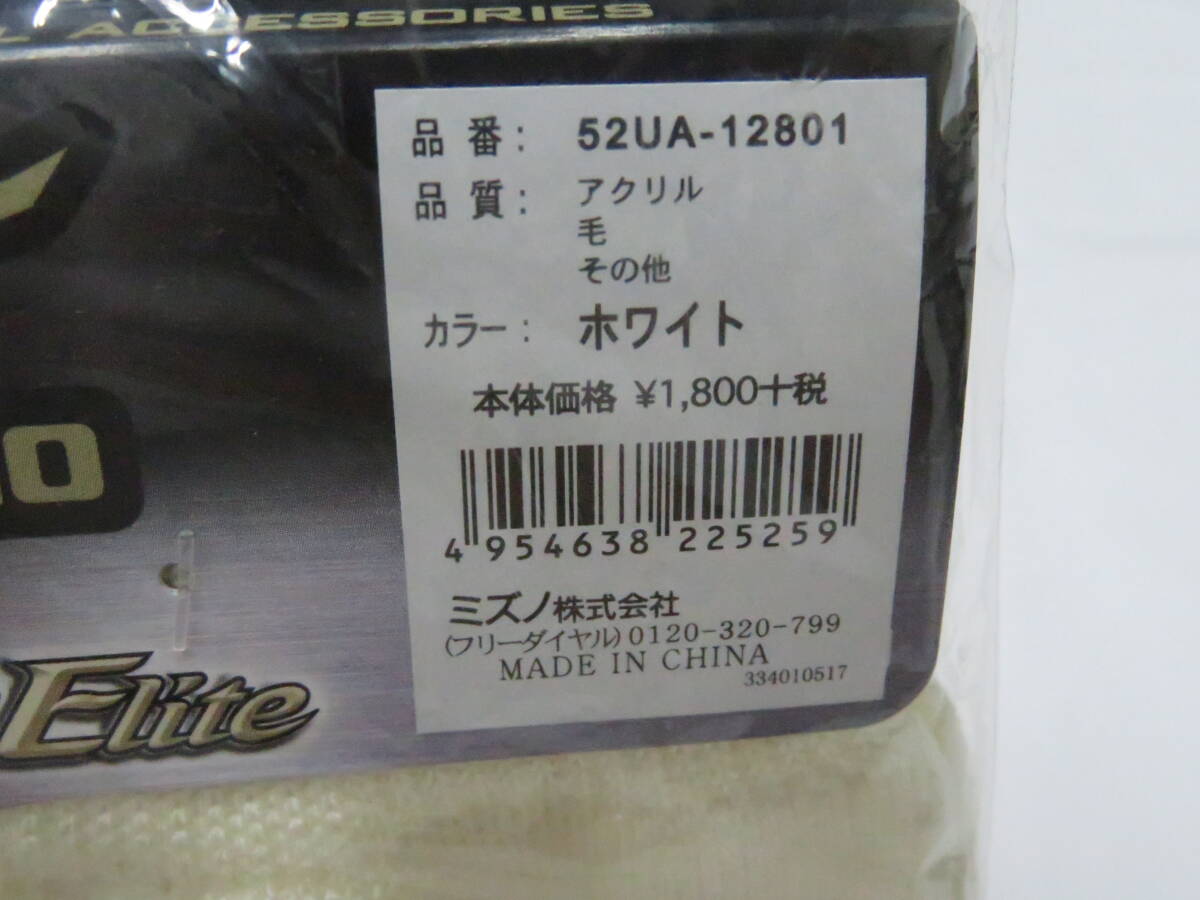 ACCESSORIES
品番: 52UA-12801
品質: アクリル
毛
その他
カラー: ホワイト
本体価格 ¥1,800+税
4 954638 225259
ミズノ株式会社
(フリーダイヤル)0120-320-799
MADE IN CHINA
334010517
Elite